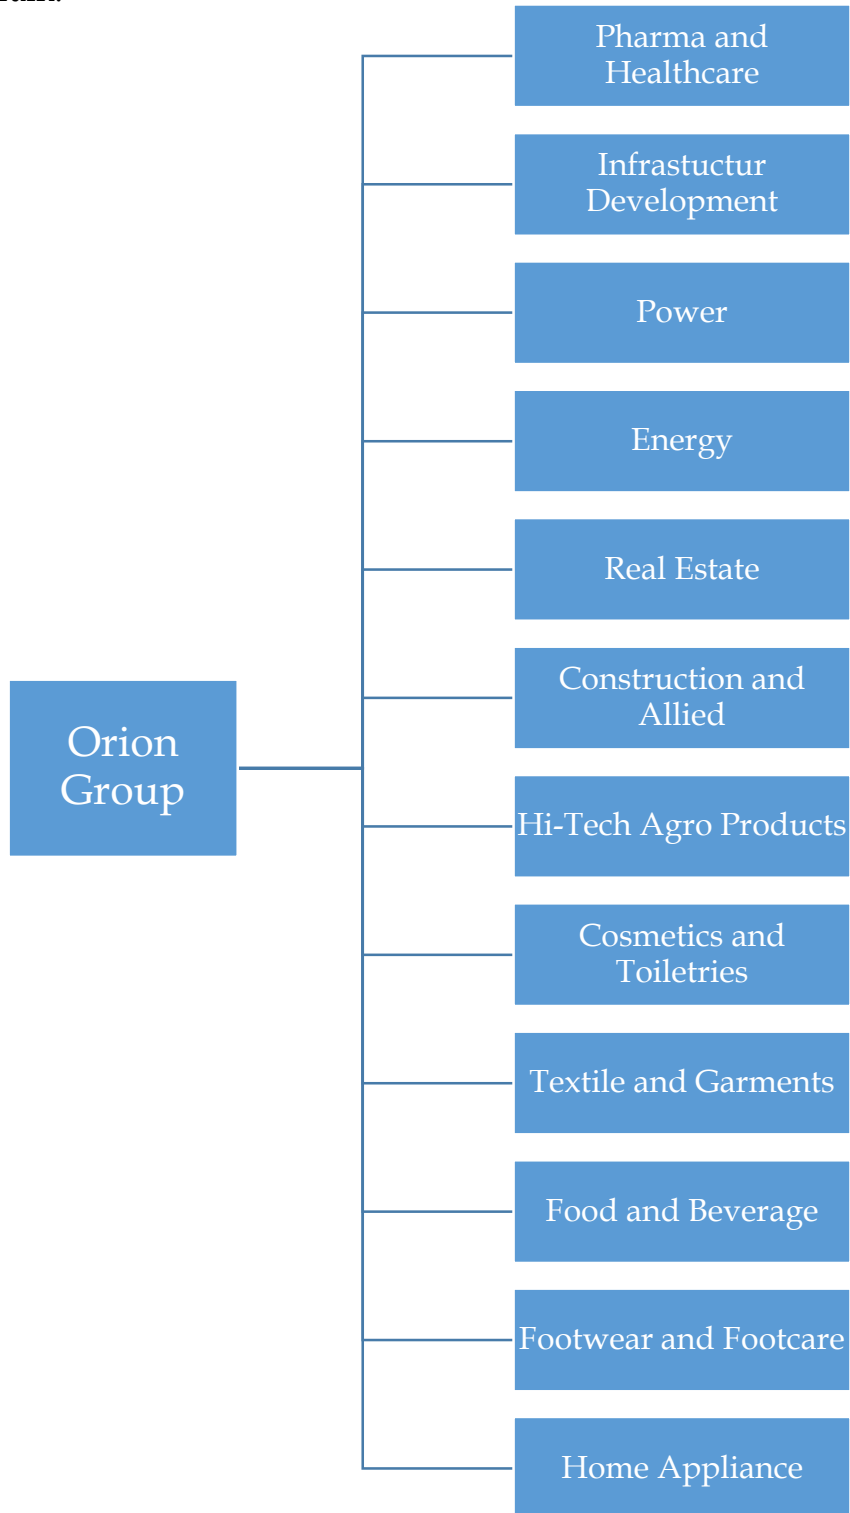 Pharma and
Healthcare
Infrastuctur
Development
Power
Energy
Real Estate
Construction and
Allied
Orion
Group
Hi-Tech Agro Products
Cosmetics and
Toiletries
Textile and Garments
Food and Beverage
Footwear and Footcare
Home Appliance